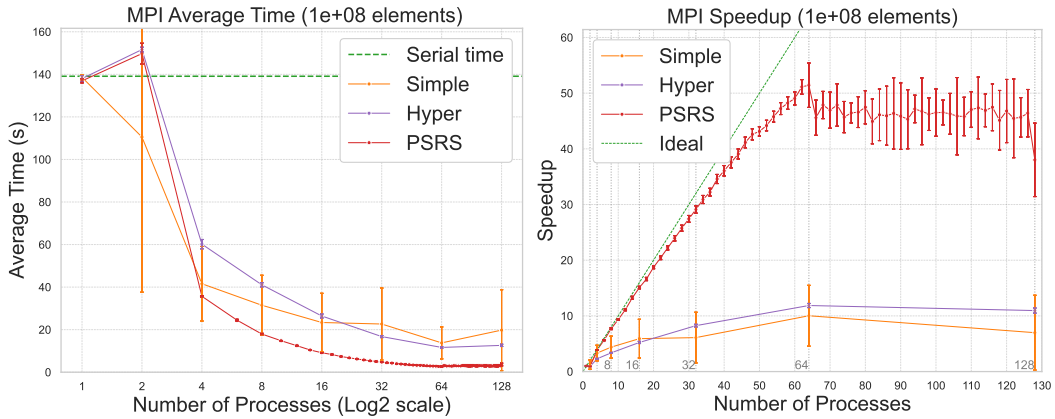 MPI Average Time (1e+08 elements)
160
140
120
100
80
60
40
20
0
Average Time (s)
Serial time
Simple
Hyper
PSRS
1
2
4
8
16
32
64
128
Number of Processes (Log2 scale)
MPI Speedup (1e+08 elements)
60
50
40
30
20
10
0
Speedup
Simple
Hyper
PSRS
Ideal
8
16
32
64
128
0 10 20 30 40 50 60 70 80 90 100 110 120 130
Number of Processes